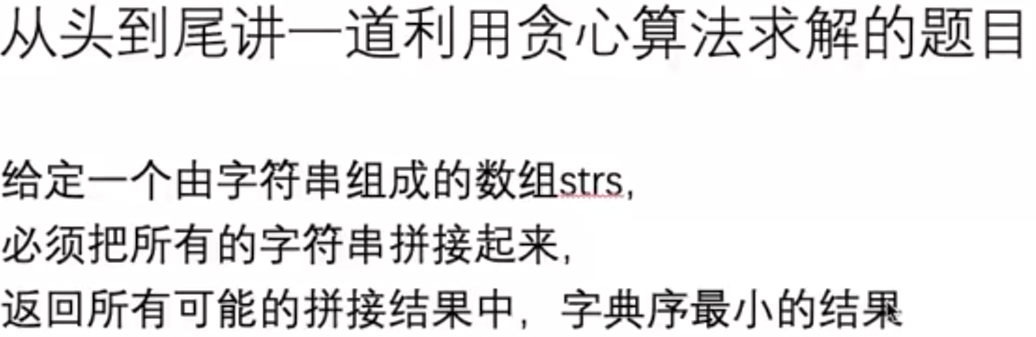 从头到尾讲一道利用贪心算法求解的题目
给定一个由字符串组成的数组strs，
必须把所有的字符串拼接起来，
返回所有可能的拼接结果中，字典序最小的结果